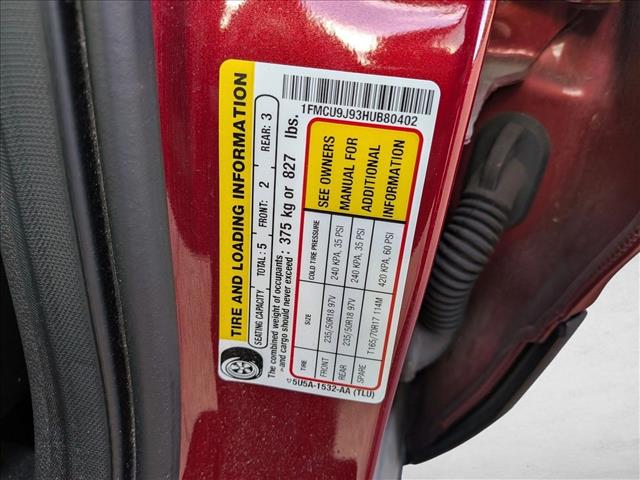 1FMCU9J93HUB80402
TIRE AND LOADING INFORMATION
SEATING CAPACITY TOTAL: 5 FRONT: 2 REAR: 3
The combined weight of occupants and cargo should never exceed: 375 kg or 827 lbs.
TIRE SIZE COLD TIRE PRESSURE
FRONT 235/50R18 97V 240 KPA, 35 PSI
REAR 235/50R18 97V 240 KPA, 35 PSI
SPARE T165/70R17 114M 420 KPA, 60 PSI
SEE OWNERS
MANUAL FOR
ADDITIONAL
INFORMATION
5U5A-1532-AA (TLU)